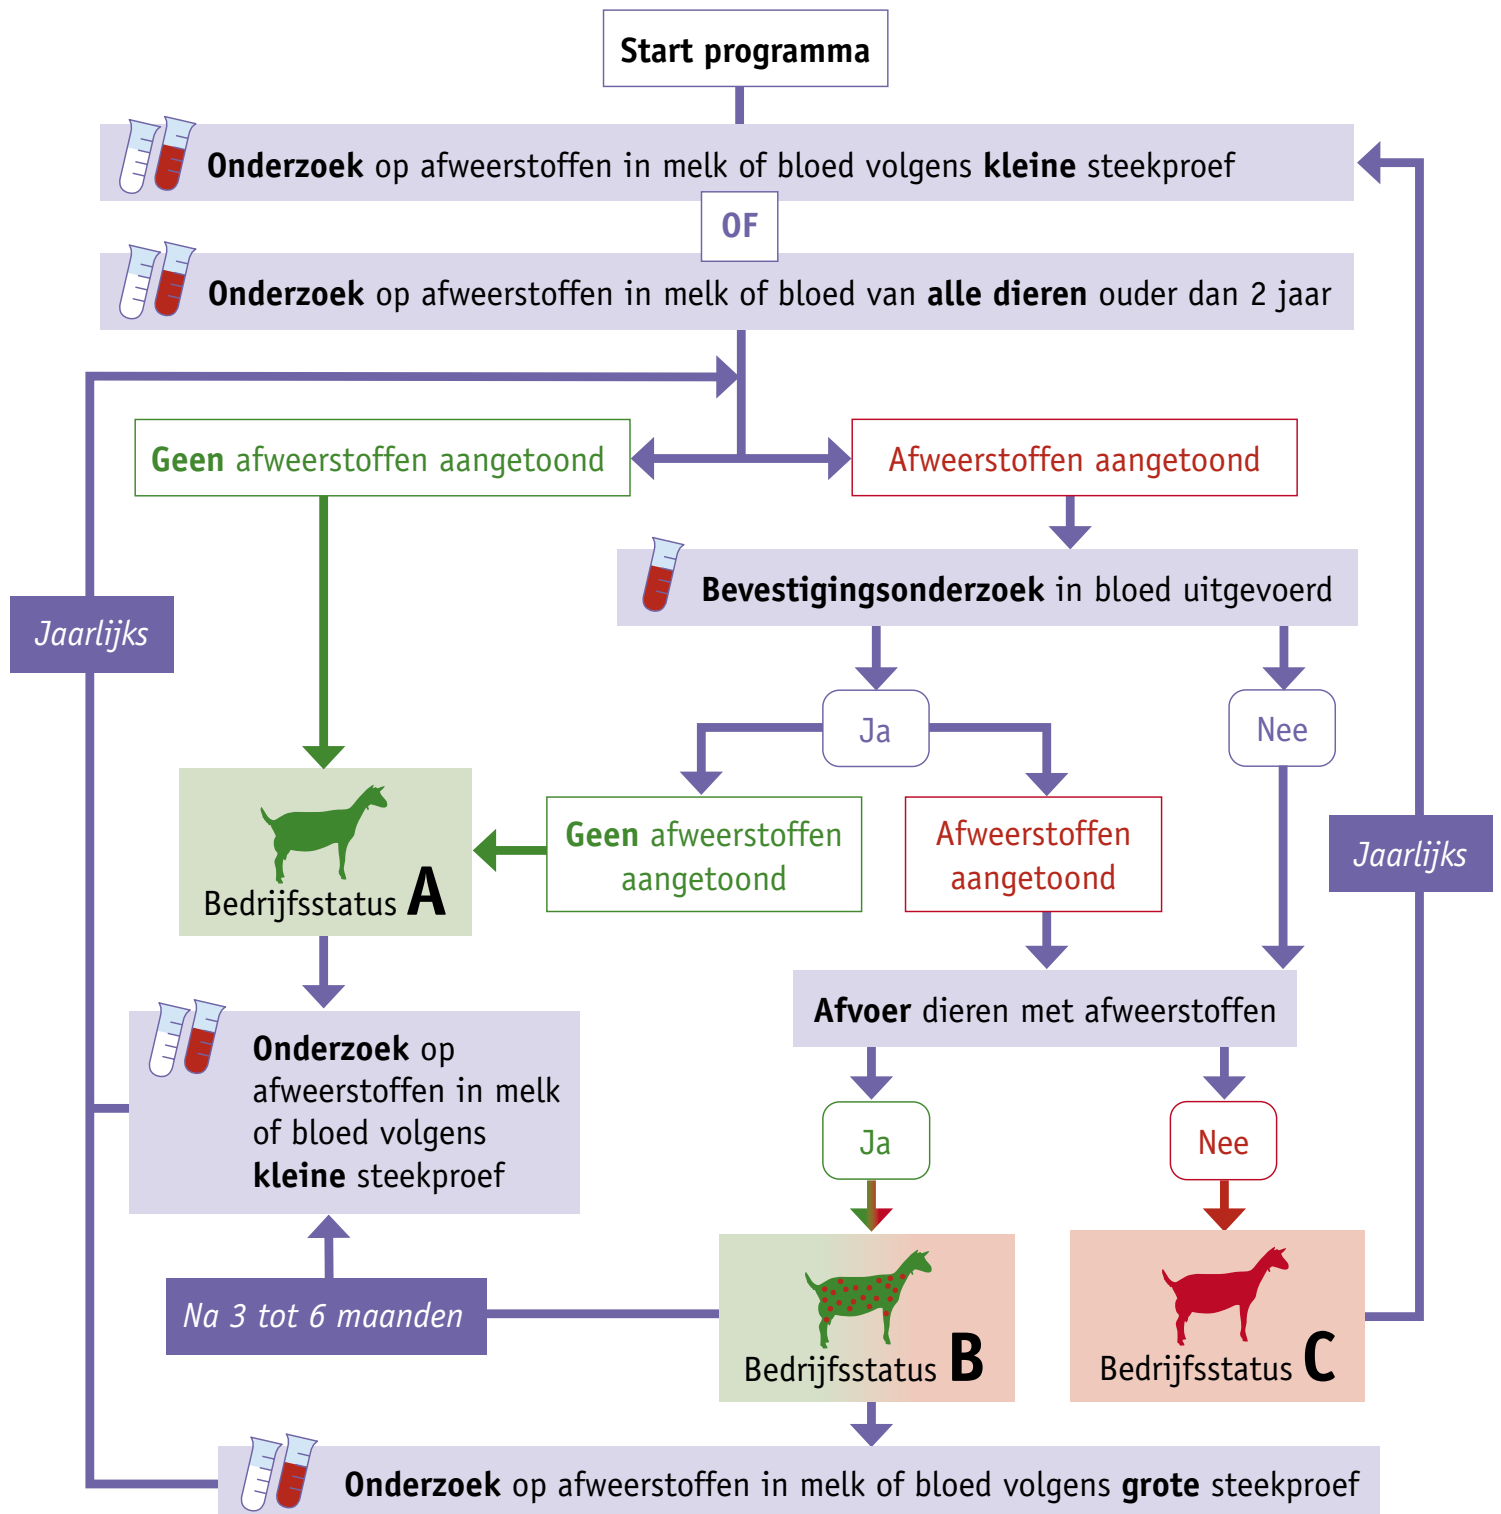 Start programma
Onderzoek op afweerstoffen in melk of bloed volgens kleine steekproef
OF
Onderzoek op afweerstoffen in melk of bloed van alle dieren ouder dan 2 jaar
Geen afweerstoffen aangetoond
Afweerstoffen aangetoond
Bevestigingsonderzoek in bloed uitgevoerd
Jaarlijks
Ja
Nee
Geen afweerstoffen
aangetoond
Afweerstoffen
aangetoond
Jaarlijks
Bedrijfsstatus A
Afvoer dieren met afweerstoffen
Onderzoek op
afweerstoffen in melk
of bloed volgens
kleine steekproef
Ja
Nee
Na 3 tot 6 maanden
Bedrijfsstatus B
Bedrijfsstatus C
Onderzoek op afweerstoffen in melk of bloed volgens grote steekproef